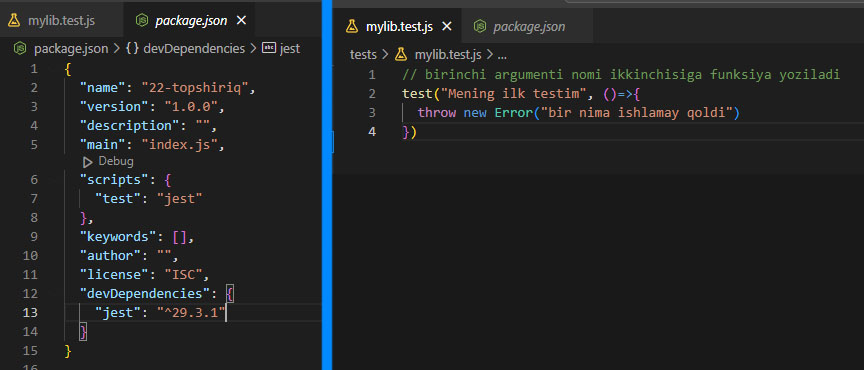 mylib.test.js
package.json
package.json > {} devDependencies > abc jest
1 {
2 "name": "22-topshiriq",
3 "version": "1.0.0",
4 "description": "",
5 "main": "index.js",
Debug
6 "scripts": {
7 "test": "jest"
8 },
9 "keywords": [],
10 "author": "",
11 "license": "ISC",
12 "devDependencies": {
13 "jest": "^29.3.1"
14 }
15 }
16
mylib.test.js
package.json
tests > mylib.test.js > ...
1 // birinchi argumenti nomi ikkinchisiga funksiya yoziladi
2 test("Mening ilk testim", ()=>{
3 throw new Error("bir nima ishlamay qoldi")
4 })